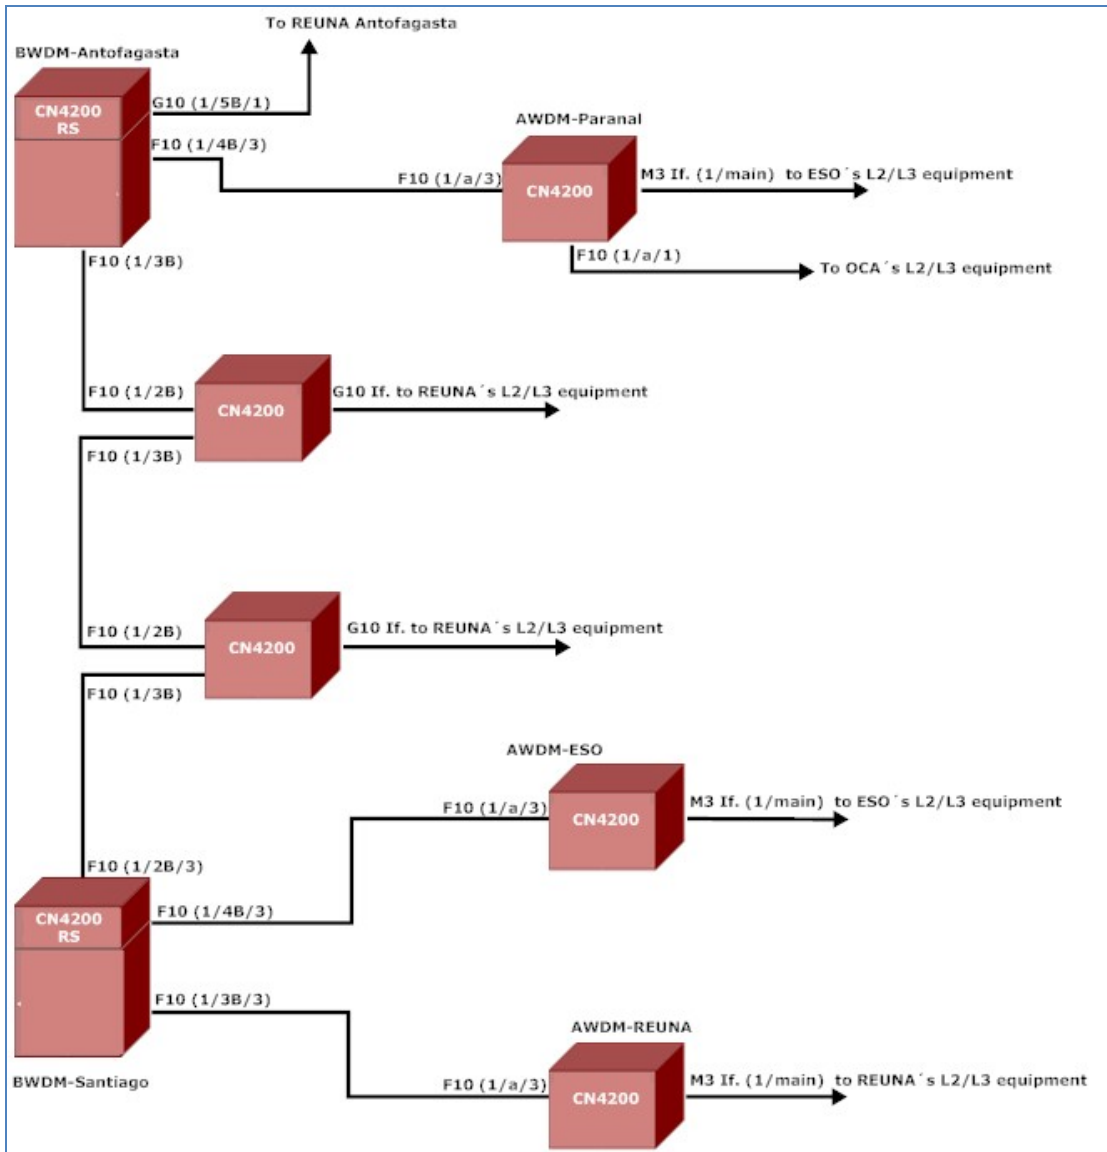 To REUNA Antofagasta
BWDM-Antofagasta
CN4200
RS
G10 (1/5B/1)
F10 (1/4B/3)
AWDM-Paranal
F10 (1/a/3)
CN4200
M3 If. (1/main)  to ESO´s L2/L3 equipment
F10 (1/a/1)
To OCA´s L2/L3 equipment
F10 (1/3B)
F10 (1/2B)
CN4200
G10 If. to REUNA´s L2/L3 equipment
F10 (1/3B)
F10 (1/2B)
CN4200
G10 If. to REUNA´s L2/L3 equipment
F10 (1/3B)
AWDM-ESO
F10 (1/a/3)
CN4200
M3 If. (1/main)  to ESO´s L2/L3 equipment
F10 (1/2B/3)
CN4200
RS
F10 (1/4B/3)
F10 (1/3B/3)
BWDM-Santiago
AWDM-REUNA
F10 (1/a/3)
CN4200
M3 If. (1/main)  to REUNA´s L2/L3 equipment